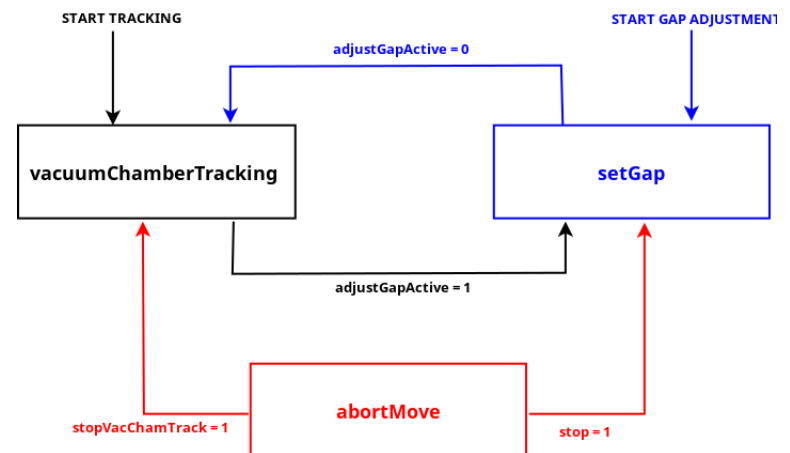 START TRACKING
START GAP ADJUSTMENT
adjustGapActive = 0
vacuumChamberTracking
setGap
adjustGapActive = 1
abortMove
stopVacChamTrack = 1
stop = 1